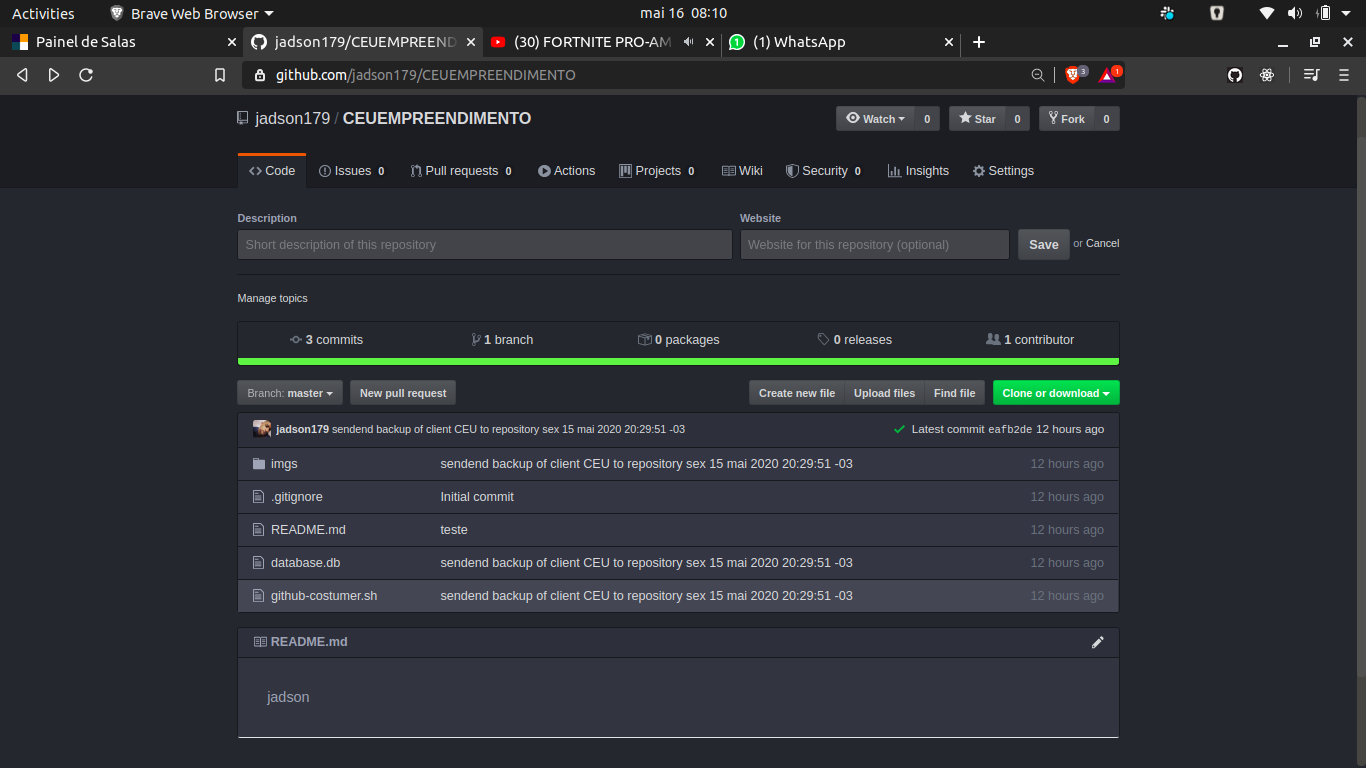 Activities Brave Web Browser mai 16 08:10
Painel de Salas jadson179/CEUEMPREEND (30) FORTNITE PRO-AM (1) WhatsApp
github.com/jadson179/CEUEMPREENDIMENTO 3 1
jadson179 / CEUEMPREENDIMENTO Watch 0 Star 0 Fork 0
Code Issues 0 Pull requests 0 Actions Projects 0 Wiki Security 0 Insights Settings
Description Website
Short description of this repository Website for this repository (optional) Save or Cancel
Manage topics
3 commits 1 branch 0 packages 0 releases 1 contributor
Branch: master New pull request Create new file Upload files Find file Clone or download
jadson179 sendend backup of client CEU to repository sex 15 mai 2020 20:29:51 -03 Latest commit eafb2de 12 hours ago
imgs sendend backup of client CEU to repository sex 15 mai 2020 20:29:51 -03 12 hours ago
.gitignore Initial commit 12 hours ago
README.md teste 12 hours ago
database.db sendend backup of client CEU to repository sex 15 mai 2020 20:29:51 -03 12 hours ago
github-costumer.sh sendend backup of client CEU to repository sex 15 mai 2020 20:29:51 -03 12 hours ago
README.md
jadson